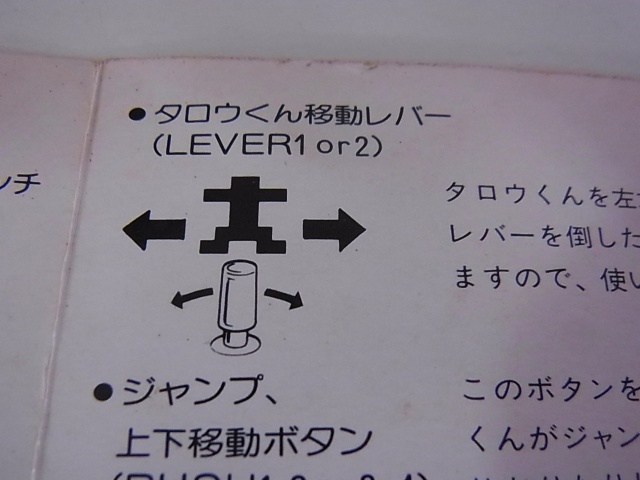 ンチ
●タロウくん移動レバー
(LEVER1 or 2)
タロウくんを左
レバーを倒した
ますので、使い
●ジャンプ、
上下移動ボタン
このボタンを
くんがジャン